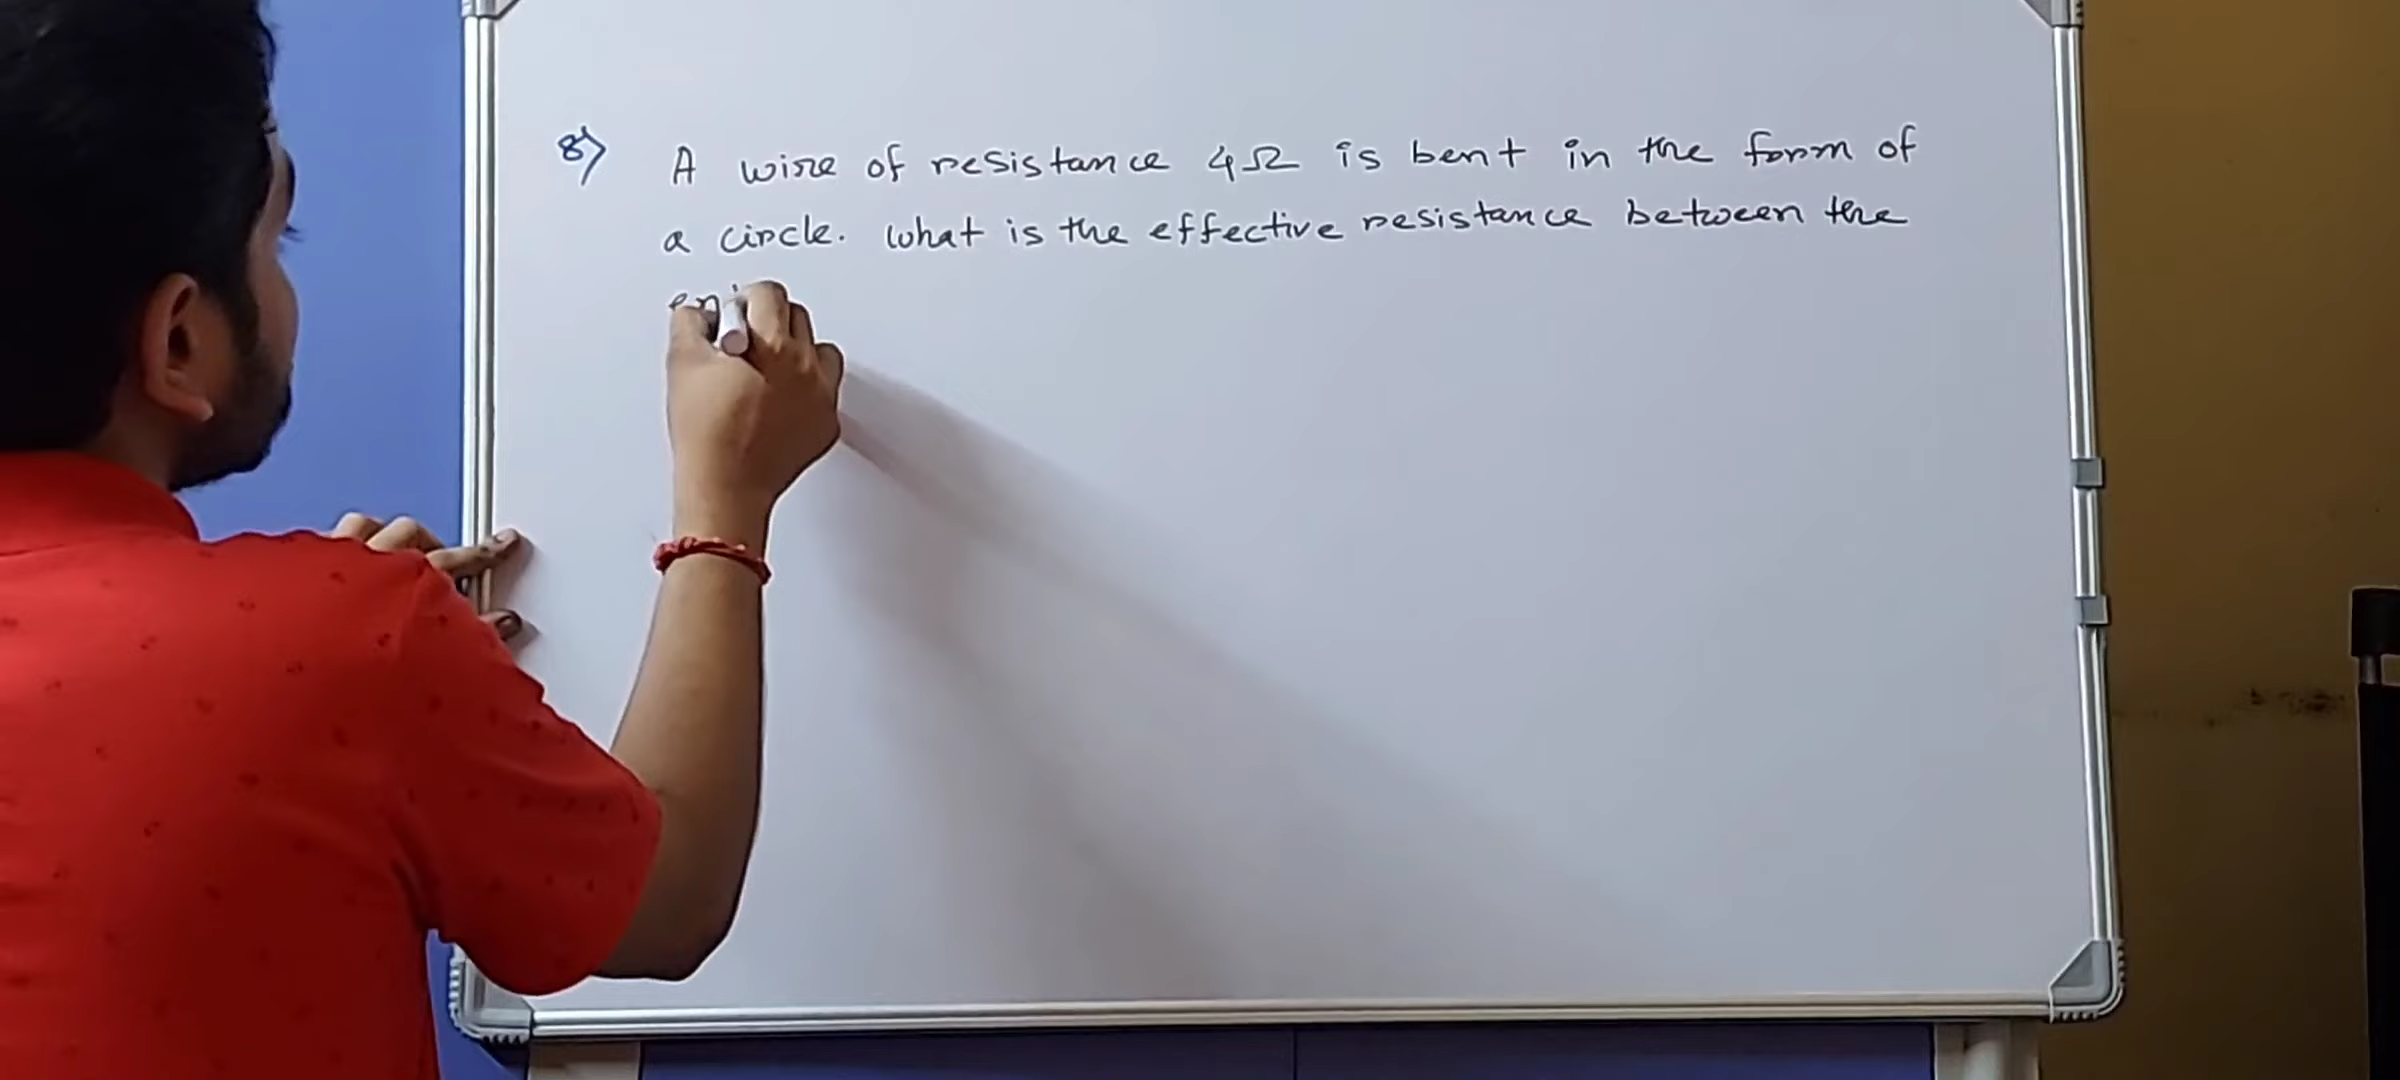 8) A wire of resistance 4Ω is bent in the form of
a circle. What is the effective resistance between the